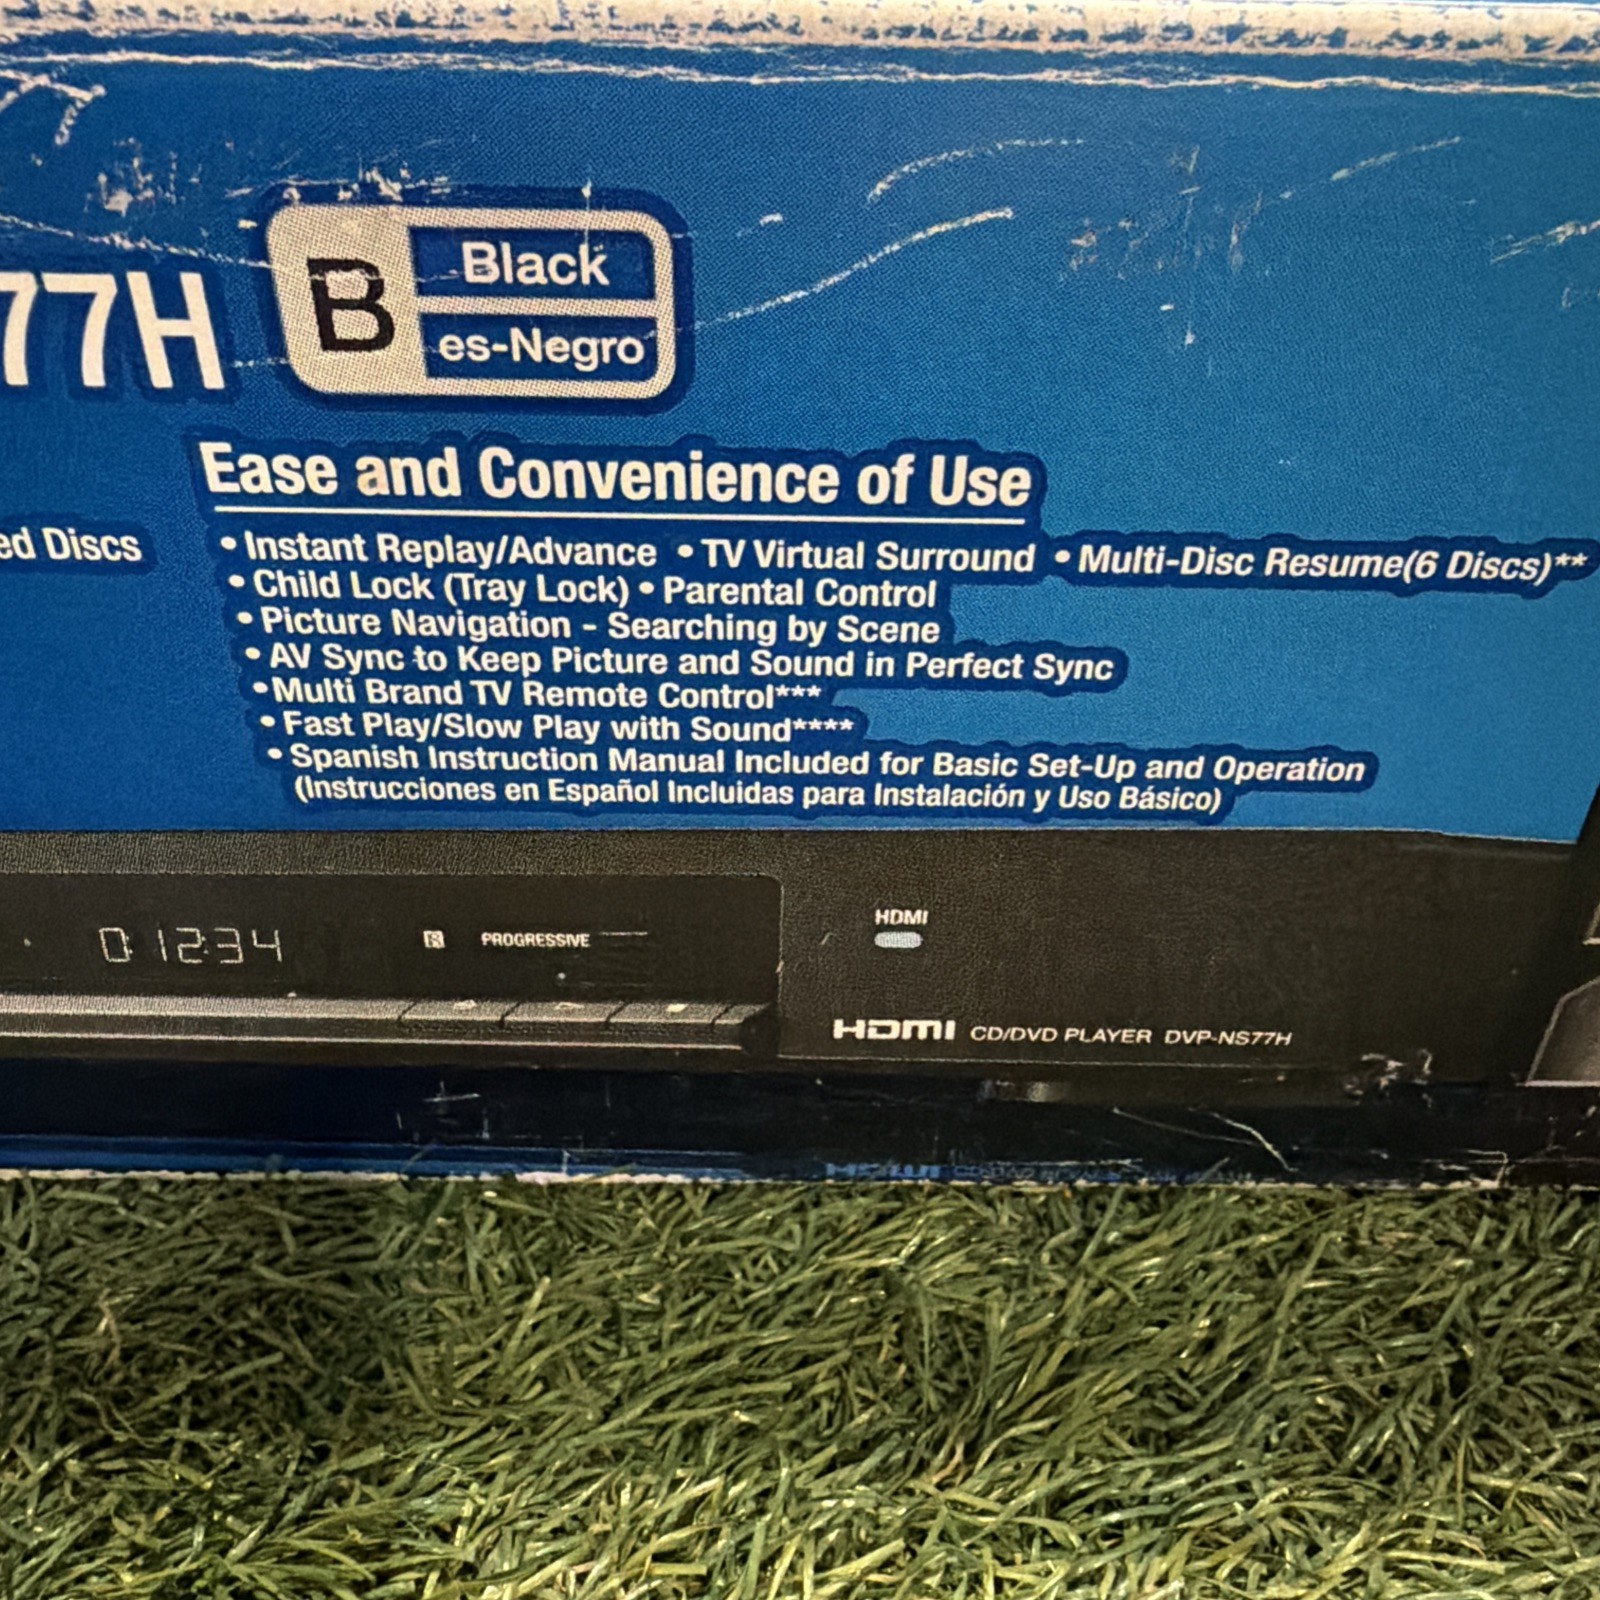 77H
B
Black
es-Negro
Ease and Convenience of Use
ed Discs
• Instant Replay/Advance • TV Virtual Surround • Multi-Disc Resume(6 Discs)**
• Child Lock (Tray Lock) • Parental Control
• Picture Navigation - Searching by Scene
• AV Sync to Keep Picture and Sound in Perfect Sync
• Multi Brand TV Remote Control***
• Fast Play/Slow Play with Sound****
• Spanish Instruction Manual Included for Basic Set-Up and Operation
(Instrucciones en Español Incluidas para Instalación y Uso Básico)
HDMI
0 12:34 PROGRESSIVE
HDMI CD/DVD PLAYER DVP-NS77H